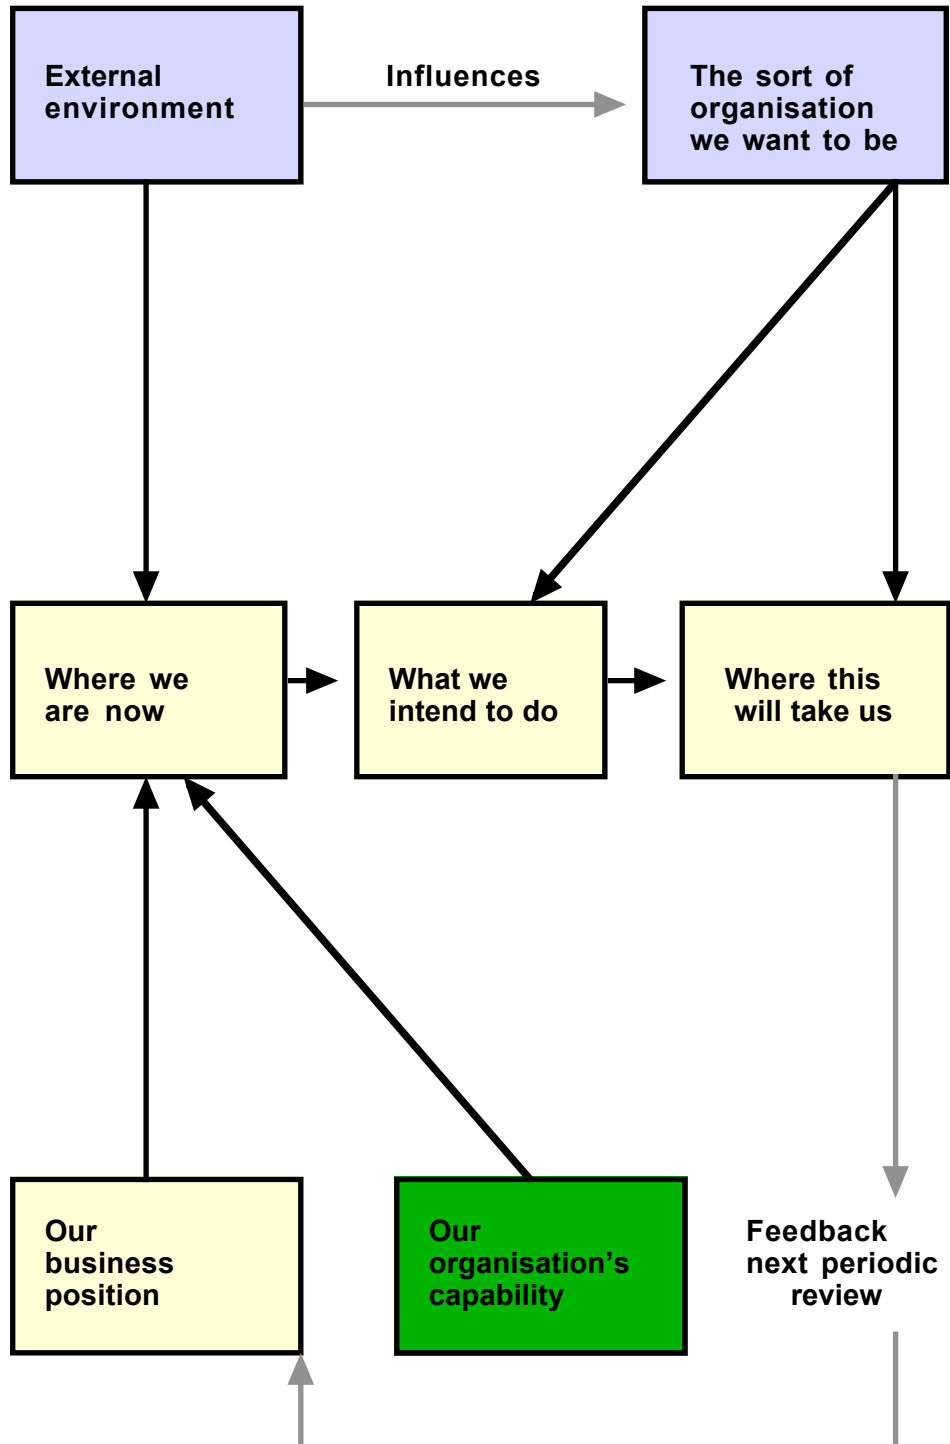 External
environment
Influences
The sort of
organisation
we want to be
Where we
are now
What we
intend to do
Where this
will take us
Our
business
position
Our
organisation’s
capability
Feedback
next periodic
review